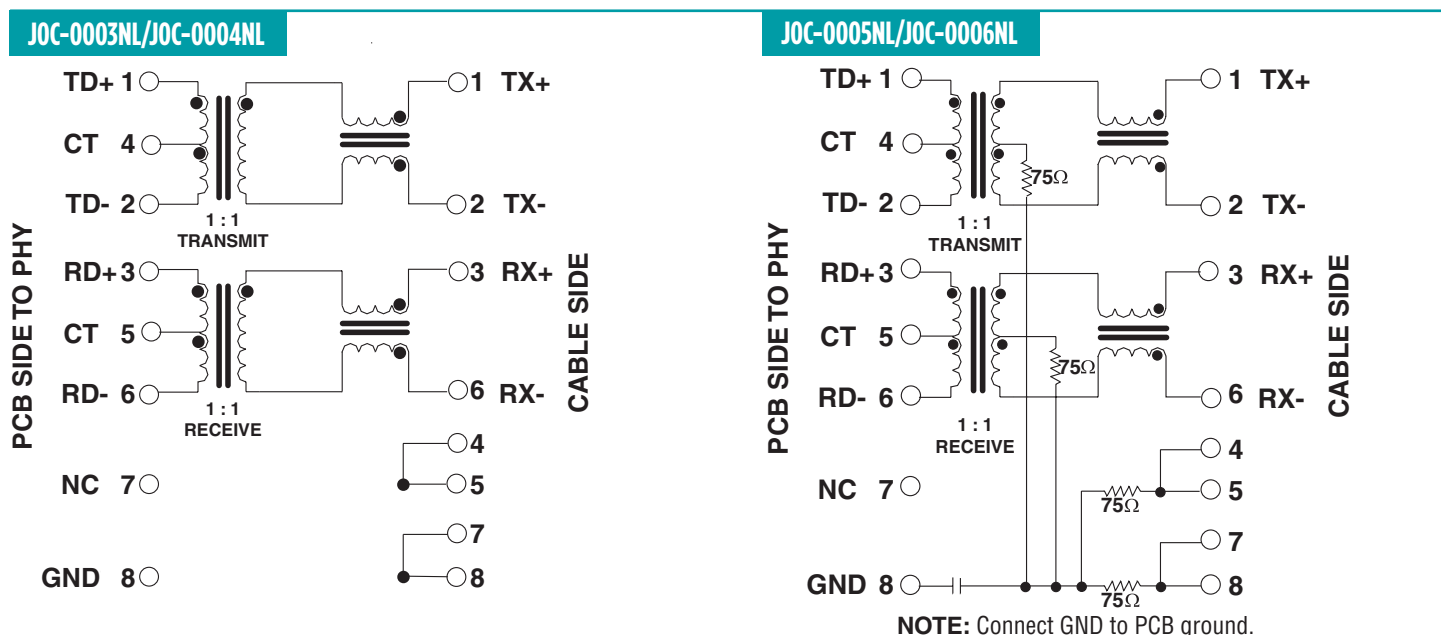 J0C-0003NL/J0C-0004NL
TD+ 1
1 TX+
CT 4
TD- 2
2 TX-
1 : 1
TRANSMIT
RD+ 3
3 RX+
CT 5
RD- 6
6 RX-
1 : 1
RECEIVE
4
NC 7
5
7
GND 8
8
PCB SIDE TO PHY
CABLE SIDE
J0C-0005NL/J0C-0006NL
TD+ 1
1 TX+
CT 4
75Ω
TD- 2
2 TX-
1 : 1
TRANSMIT
RD+ 3
3 RX+
CT 5
75Ω
RD- 6
6 RX-
1 : 1
RECEIVE
4
NC 7
5
75Ω
7
GND 8
8
75Ω
PCB SIDE TO PHY
CABLE SIDE
NOTE: Connect GND to PCB ground.